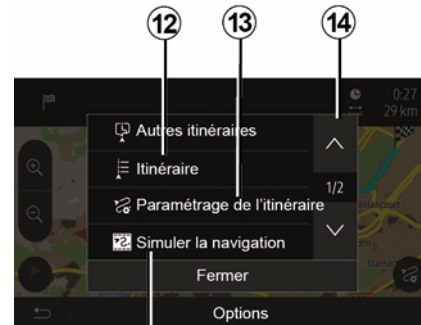 12 13 14
0:27
29 km
Autres itinéraires
Itinéraire
1/2
Paramétrage de l'itinéraire
Billancourt
Simuler la navigation
Fermer
Options